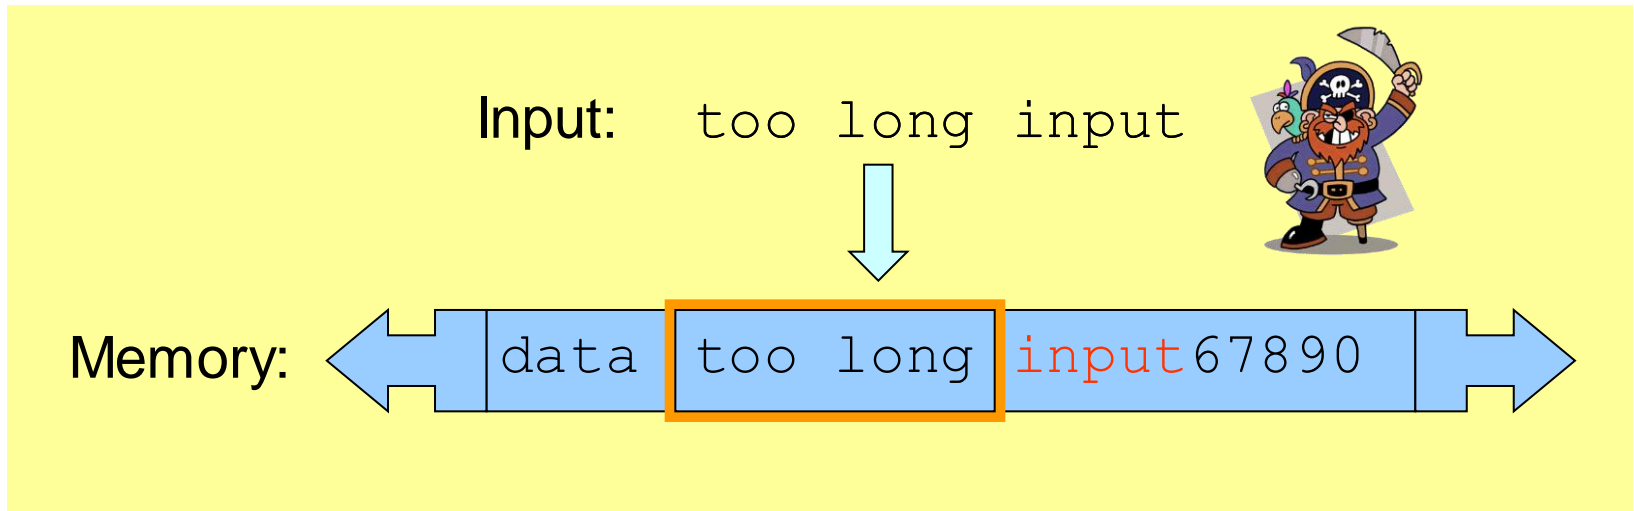 Input: too long input
Memory: data too long input67890